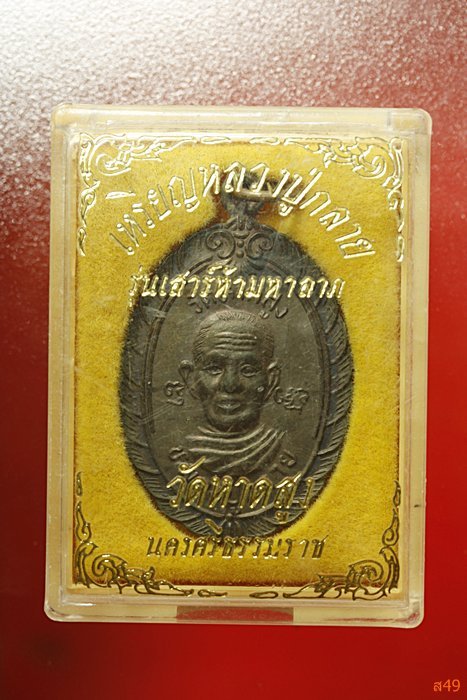 เหรียญหลวงปู่กลาย
รุ่นเสาร์ห้ามหาลาภ
วัดหาดสูง
นครศรีธรรมราช
ส49